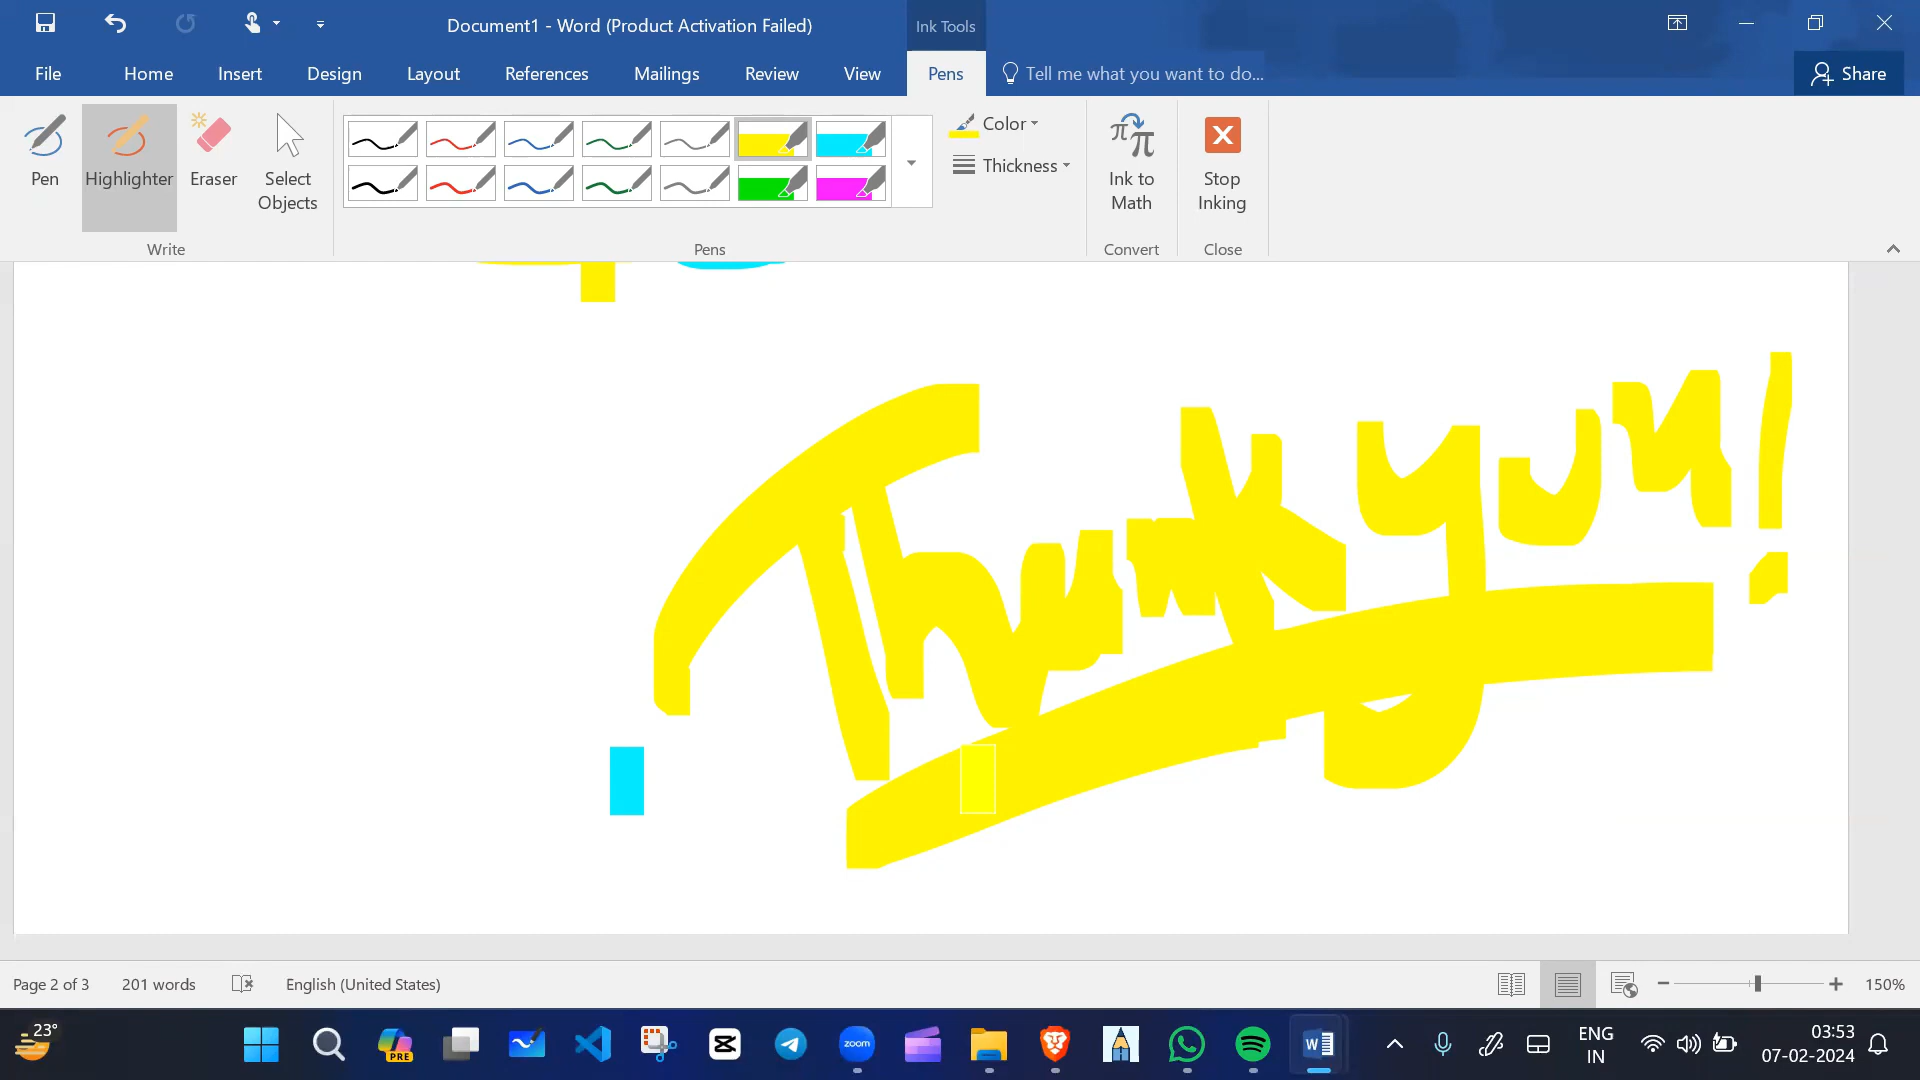 Document1 - Word (Product Activation Failed)
Ink Tools
File Home Insert Design Layout References Mailings Review View Pens Tell me what you want to do... Share
Pen Highlighter Eraser Select Objects
Color
Thickness
Ink to Math
Stop Inking
Write Pens Convert Close
Thank you!
Page 2 of 3 201 words English (United States) 150%
23°
PRE
zoom
W
ENG
IN
03:53
07-02-2024